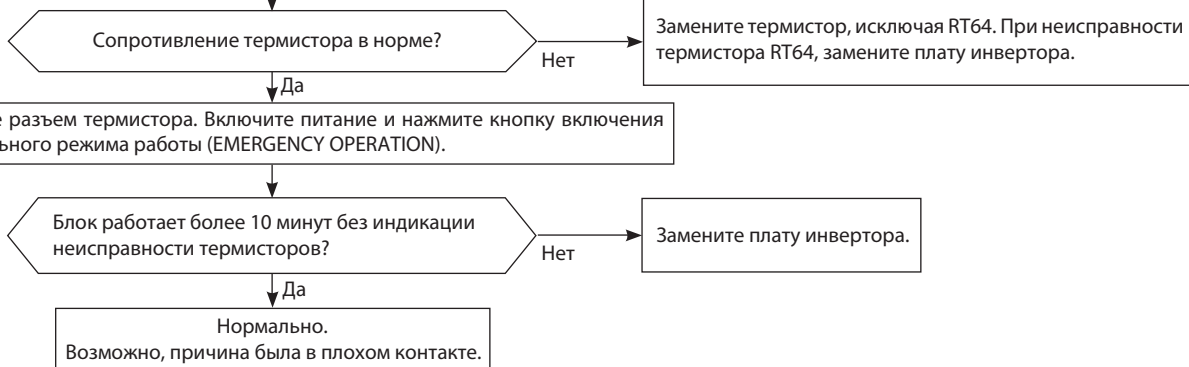 Сопротивление термистора в норме?
Нет
Замените термистор, исключая RT64. При неисправности
термистора RT64, замените плату инвертора.
Да
разъем термистора. Включите питание и нажмите кнопку включения
режима работы (EMERGENCY OPERATION).
Блок работает более 10 минут без индикации
неисправности термисторов?
Нет
Замените плату инвертора.
Да
Нормально.
Возможно, причина была в плохом контакте.